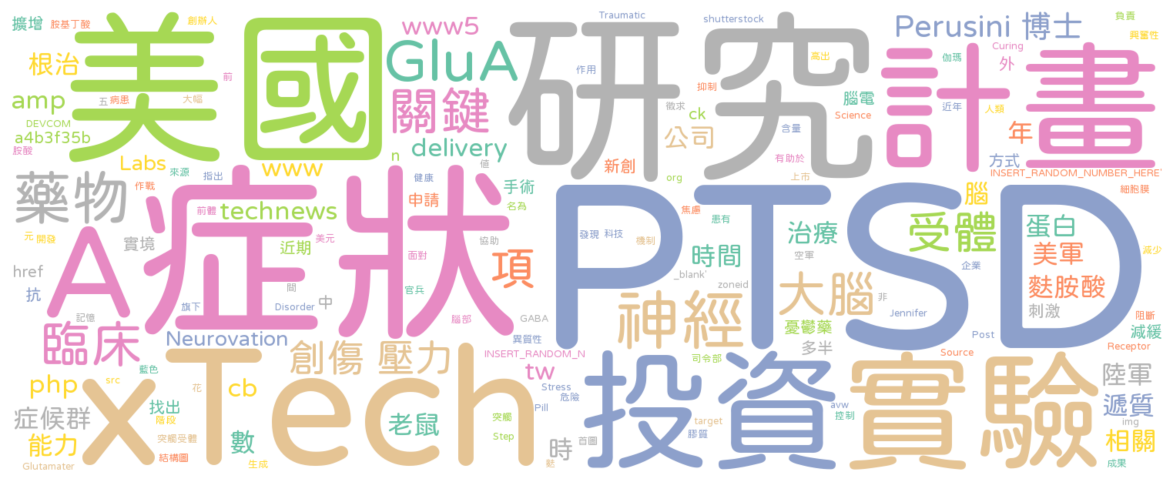 擴增
胺基丁酸
創辦人
www5
Traumatic
shutterstock
Perusini 博士
負責
異置性
美國
研究
計畫
根治
GluA
作用
高出
Curing
外
伽瑪
前
amp
五
病患
大幅
關鍵
抑制
腦電
徵求
ck
近年
人類
DEVCOM
a4b3f35b
Science
年
胺酸
delivery
公司
含量
Labs
www
n
新創
有助於
方式
來源
指出
健康
值
org
上市
INSERT_RANDOM_NUMBER_HERE
藥物
A
症狀
作戰
申請
手術
PTSD
焦慮
患有
腦
細胞膜
前體
technews
名為
治療
受體
蛋白
元
開發
實境
近期
美元
協助
項
發現
科技
機制
時間
空軍
美軍
減少
href
面對
_blank`
zoneid
企業
麩胺酸
抗
間
中
官兵
大腦
非
刺激
記憶
旗下
Disorder
GABA
神經
Jennifer
阻斷
臨床
Neurovation
腦部
異質性
憂鬱藥
Post
減緩
創傷 壓力
INSERT_RANDOM_N
司令部
多半
Source
Receptor
藍色
xTech
tw
投資
實驗
陸軍
php
src
花
cb
Stress
危險
症候群
找出
老鼠
Pill
avw
遞質
階段
突觸
target
控制
img
能力
突觸受體
數
Step
時
首圖
膠質
相關
Glutamater
結構圖
生成
鬆
成果